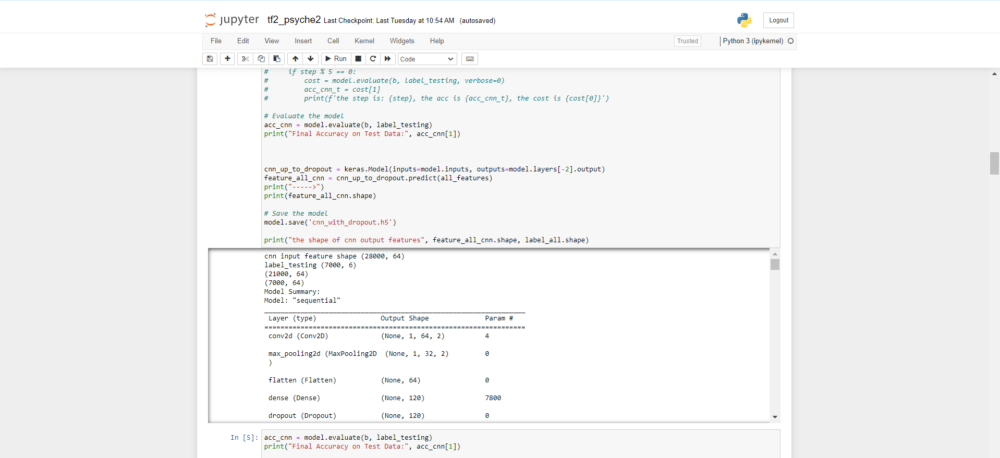 jupyter tf2_psyche2 Last Checkpoint: Last Tuesday at 10:54 AM (autosaved) Logout
File Edit View Insert Cell Kernel Widgets Help Trusted Python 3 (ipykernel)
Run Code
#     if step % 5 == 0:
#         cost = model.evaluate(b, label_testing, verbose=0)
#         acc_cnn_t = cost[1]
#         print(f'the step is: {step}, the acc is {acc_cnn_t}, the cost is {cost[0]}')
# Evaluate the model
acc_cnn = model.evaluate(b, label_testing)
print("Final Accuracy on Test Data:", acc_cnn[1])
cnn_up_to_dropout = keras.Model(inputs=model.inputs, outputs=model.layers[-2].output)
feature_all_cnn = cnn_up_to_dropout.predict(all_features)
print("----->")
print(feature_all_cnn.shape)
# Save the model
model.save('cnn_with_dropout.h5')
print("the shape of cnn output features", feature_all_cnn.shape, label_all.shape)
cnn input feature shape (28000, 64)
label_testing (7000, 6)
(21000, 64)
(7000, 64)
Model Summary:
Model: "sequential"
_________________________________________________________________
Layer (type) Output Shape Param #
=================================================================
conv2d (Conv2D) (None, 1, 64, 2) 4
max_pooling2d (MaxPooling2D (None, 1, 32, 2) 0
)
flatten (Flatten) (None, 64) 0
dense (Dense) (None, 120) 7800
dropout (Dropout) (None, 120) 0
In [5]: acc_cnn = model.evaluate(b, label_testing)
print("Final Accuracy on Test Data:", acc_cnn[1])